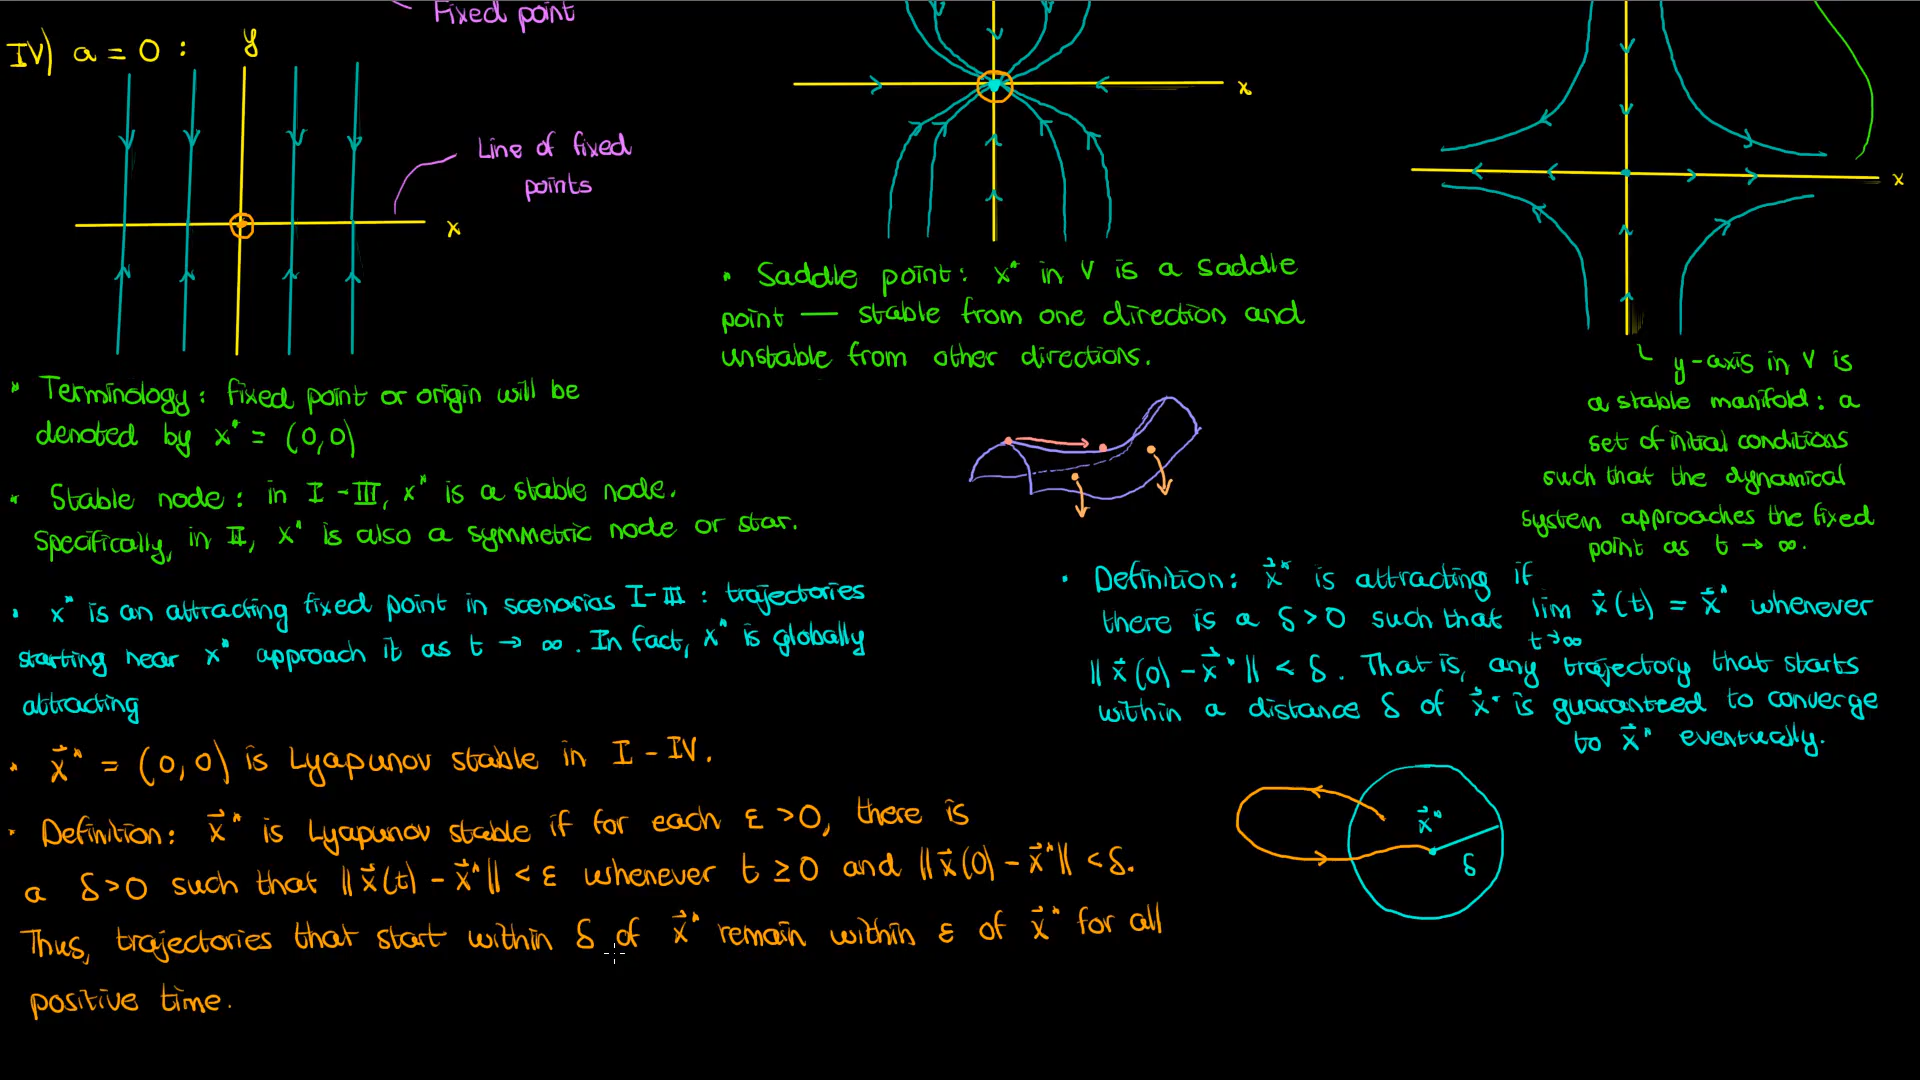 Fixed point
IV) a = 0 :
y
Line of fixed
points
x
x
x
• Terminology: fixed point or origin will be
denoted by x* = (0,0)
• Stable node: in I - III, x* is a stable node.
Specifically, in II, x* is also a symmetric node or star.
• Saddle point: x* in V is a saddle
point — stable from one direction and
unstable from other directions.
y-axis in V is
a stable manifold: a
set of initial conditions
such that the dynamical
system approaches the fixed
point as t → ∞.
• x* is an attracting fixed point in scenarios I-III: trajectories
starting near x* approach it as t → ∞. In fact, x* is globally
attracting
• Definition: x⃗* is attracting if
there is a δ>0 such that lim x⃗(t) = x⃗* whenever
t→∞
||x⃗(0) - x⃗*|| < δ. That is, any trajectory that starts
within a distance δ of x⃗* is guaranteed to converge
to x⃗* eventually.
• x⃗* = (0,0) is Lyapunov stable in I - IV.
• Definition: x⃗* is Lyapunov stable if for each ε>0, there is
a δ>0 such that ||x⃗(t) - x⃗*|| < ε whenever t ≥ 0 and ||x⃗(0) - x⃗*|| < δ.
Thus, trajectories that start within δ of x⃗* remain within ε of x⃗* for all
positive time.
x⃗*
δ